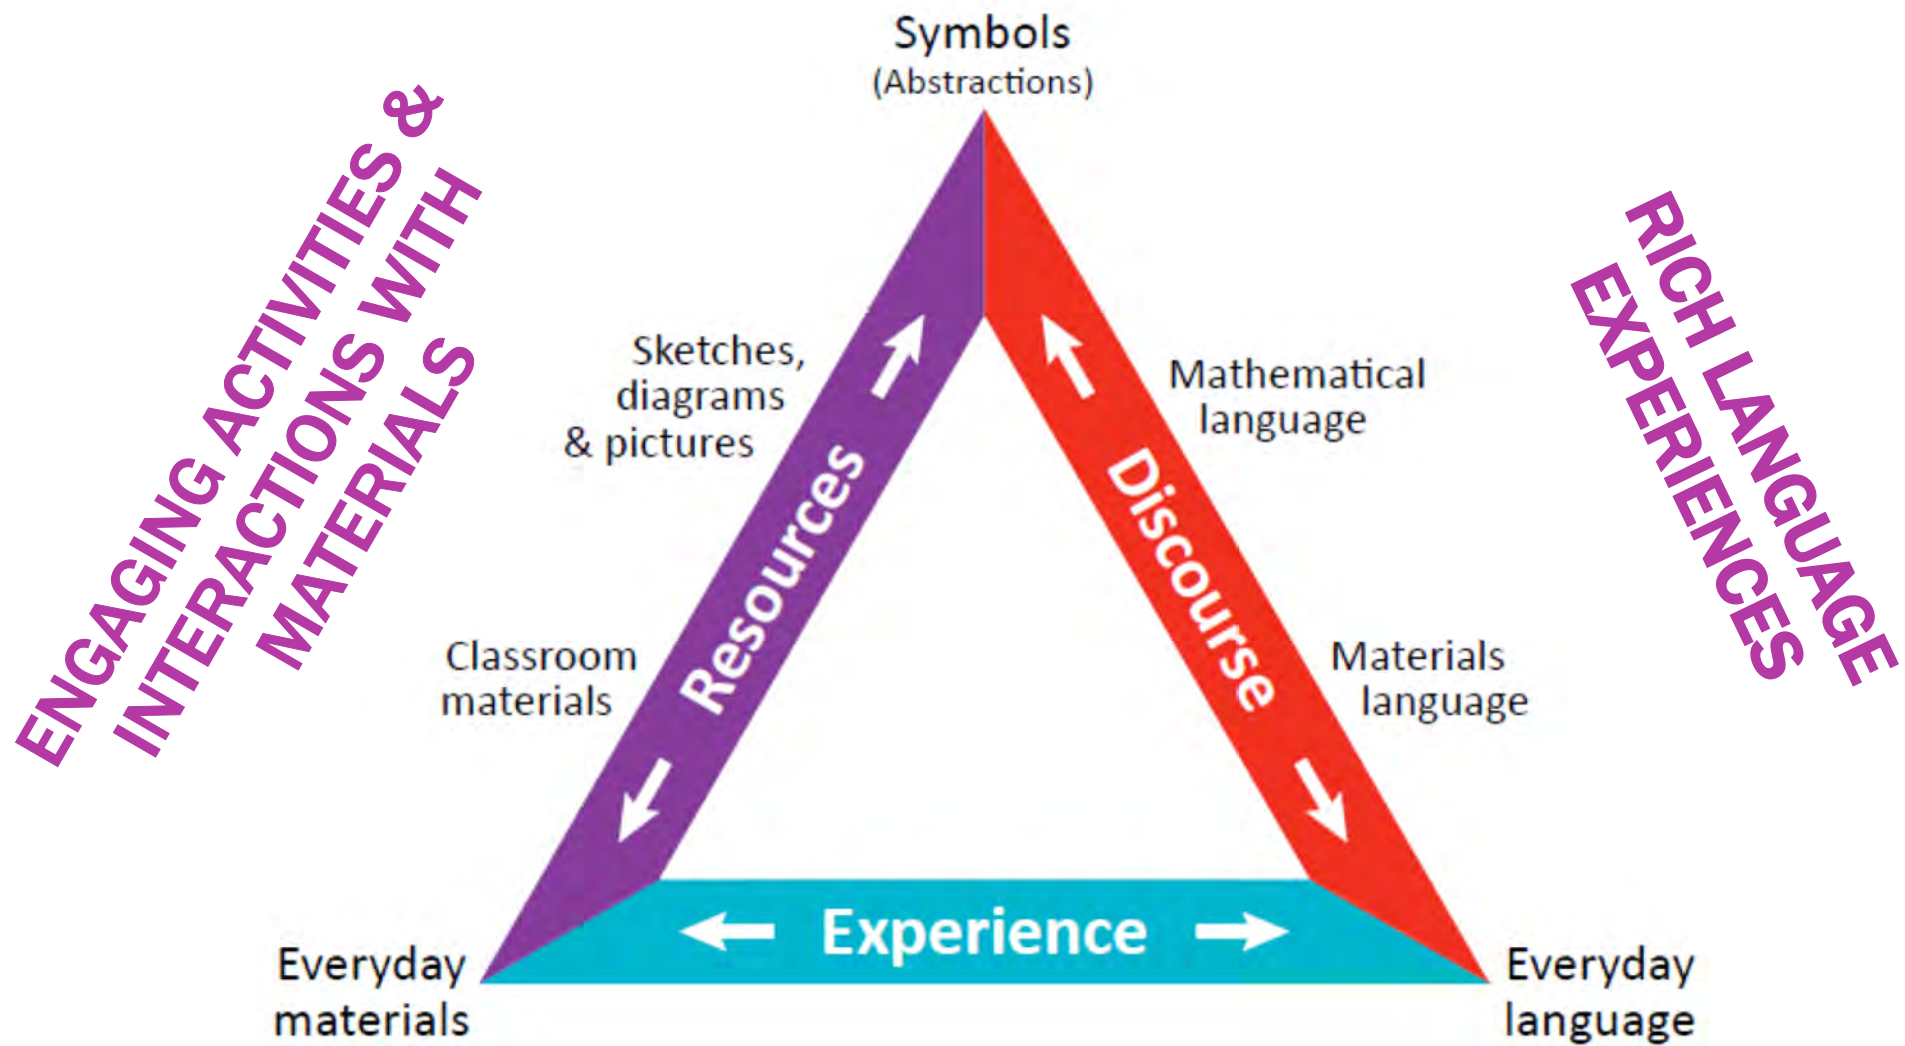 Symbols
(Abstractions)
ENGAGING ACTIVITIES &
INTERACTIONS WITH
MATERIALS
RICH LANGUAGE
EXPERIENCES
Sketches,
diagrams
& pictures
Mathematical
language
Resources
Discourse
Classroom
materials
Materials
language
Experience
Everyday
materials
Everyday
language